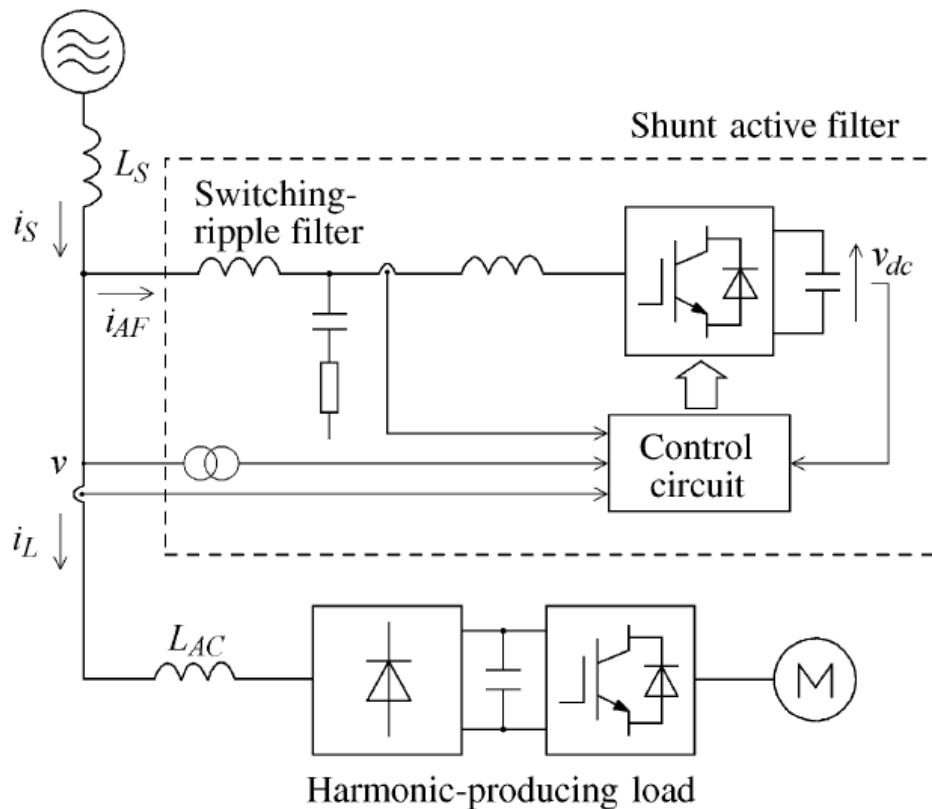 Shunt active filter
L_S
Switching-
ripple filter
i_S
v_dc
i_AF
Control
circuit
v
i_L
L_AC
M
Harmonic-producing load